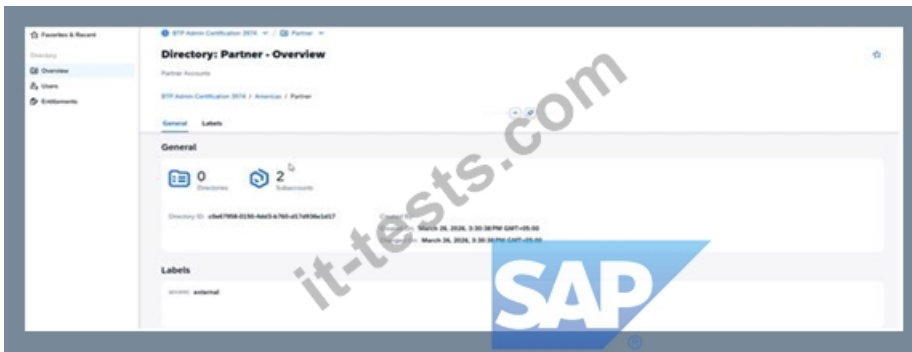 Favorites & Recent
BTP Admin Certification 3974 / Partner
Directory
Directory: Partner - Overview
Overview
Partner Accounts
Users
BTP Admin Certification 3974 / Americas / Partner
Entitlements
General Labels
General
0 Directories
2 Subaccounts
Directory ID:
Created By:
March 26, 2026, 3:30:38 PM GMT+05:00
March 26, 2026, 3:30:38 PM GMT+05:00
Labels
access: external
it-tests.com
SAP
®